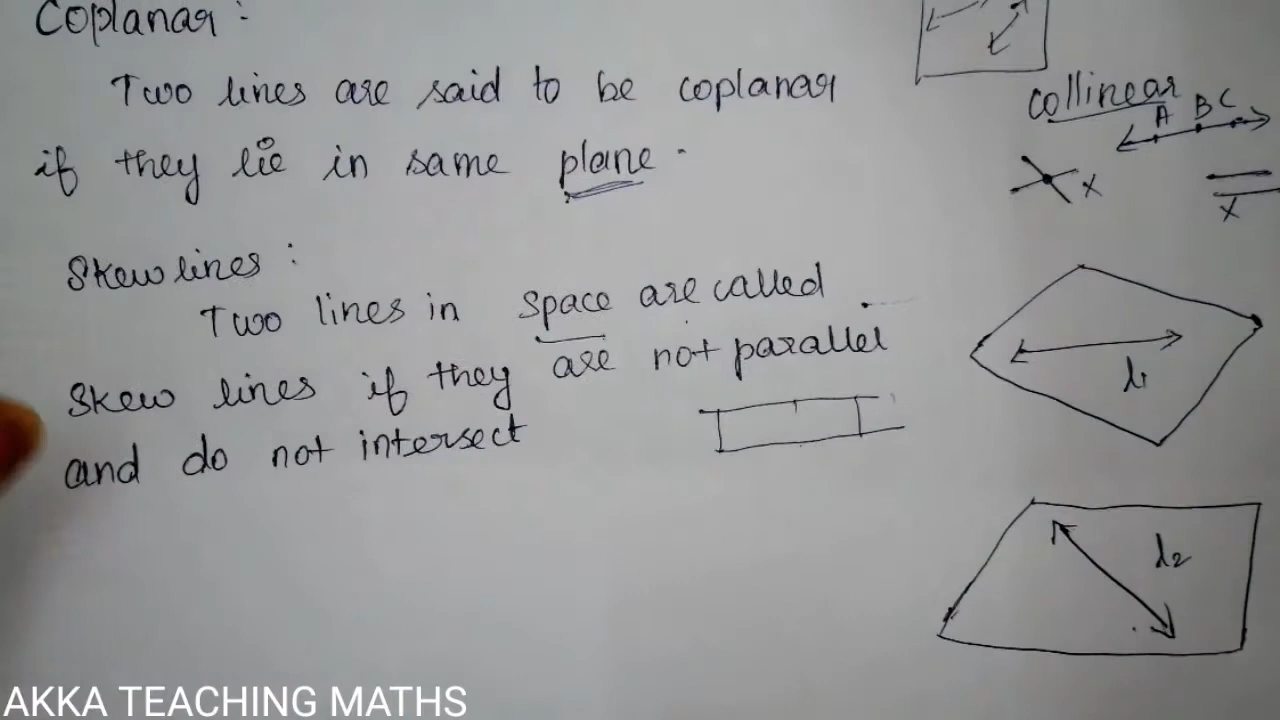 Coplanar:
Two lines are said to be coplanar
if they lie in same plane.
collinear
A B C
X
X
Skew lines:
Two lines in space are called
Skew lines if they are not parallel
and do not intersect
l1
l2
AKKA TEACHING MATHS